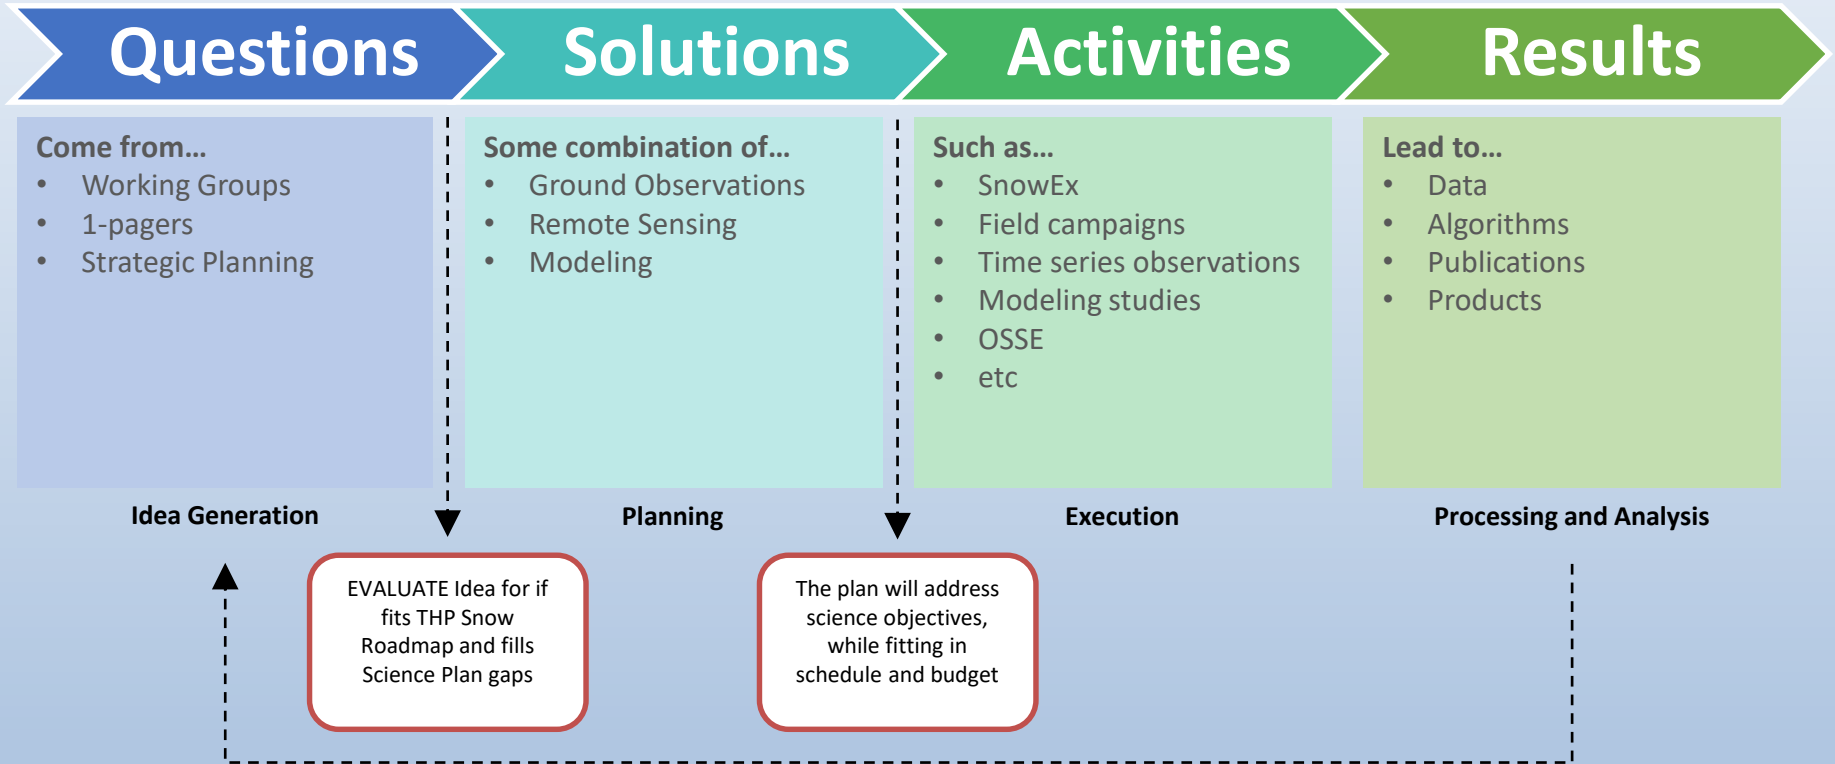 Questions
Solutions
Activities
Results
Come from…
• Working Groups
• 1-pagers
• Strategic Planning
Idea Generation
Some combination of…
• Ground Observations
• Remote Sensing
• Modeling
Planning
Such as…
• SnowEx
• Field campaigns
• Time series observations
• Modeling studies
• OSSE
• etc
Execution
Lead to…
• Data
• Algorithms
• Publications
• Products
Processing and Analysis
EVALUATE Idea for if
fits THP Snow
Roadmap and fills
Science Plan gaps
The plan will address
science objectives,
while fitting in
schedule and budget